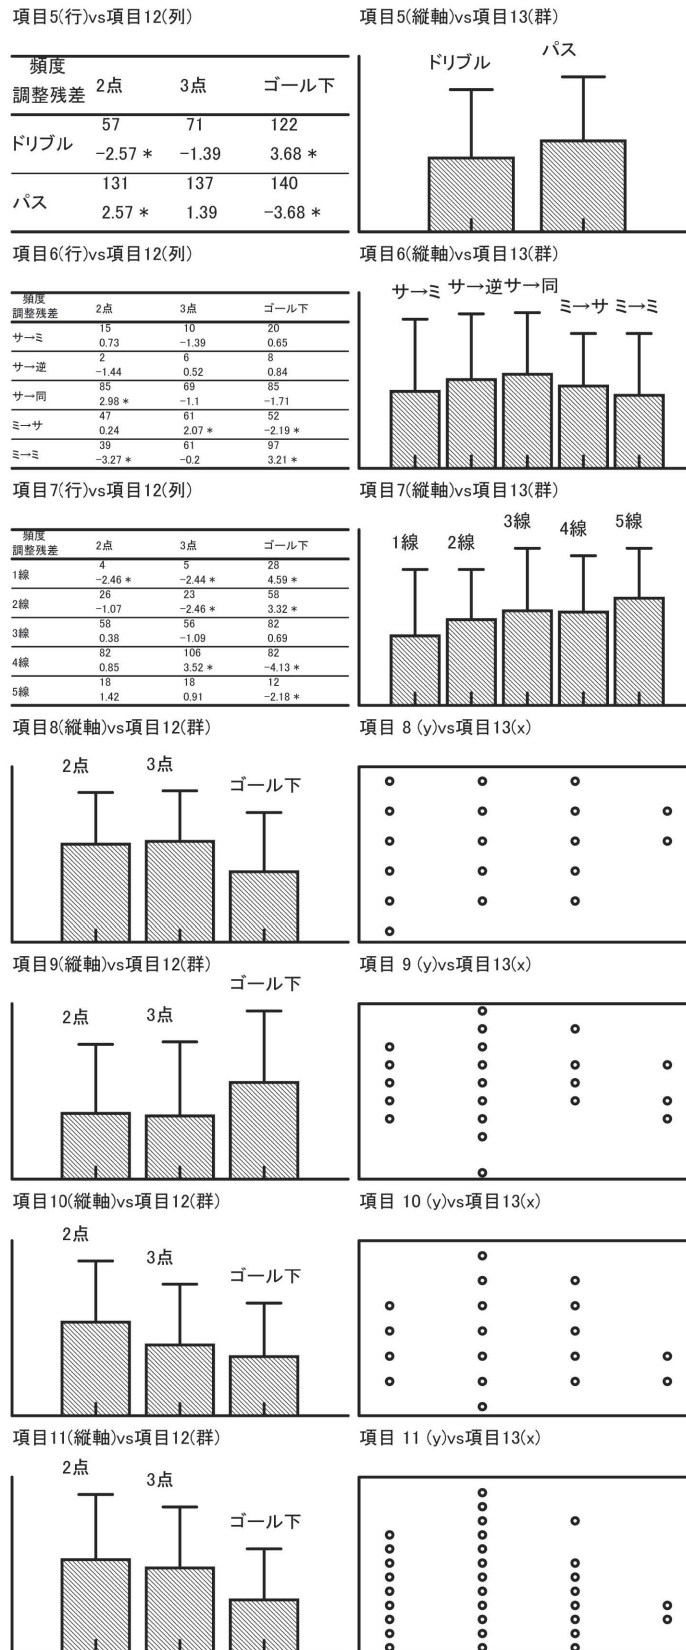 項目5(行)vs項目12(列)
頻度
調整残差 2点 3点 ゴール下
57 71 122
ドリブル
-2.57 * -1.39 3.68 *
131 137 140
パス
2.57 * 1.39 -3.68 *
項目5(縦軸)vs項目13(群)
ドリブル パス
項目6(行)vs項目12(列)
頻度
調整残差 2点 3点 ゴール下
15 10 20
サ→ミ
0.73 -1.39 0.65
2 6 8
サ→逆
-1.44 0.52 0.84
85 69 85
サ→同
2.98 * -1.1 -1.71
47 61 52
ミ→サ
0.24 2.07 * -2.19 *
39 61 97
ミ→ミ
-3.27 * -0.2 3.21 *
項目6(縦軸)vs項目13(群)
サ→ミ サ→逆 サ→同 ミ→サ ミ→ミ
項目7(行)vs項目12(列)
頻度
調整残差 2点 3点 ゴール下
4 5 28
1線
-2.46 * -2.44 * 4.59 *
26 23 58
2線
-1.07 -2.46 * 3.32 *
58 56 82
3線
0.38 -1.09 0.69
82 106 82
4線
0.85 3.52 * -4.13 *
18 18 12
5線
1.42 0.91 -2.18 *
項目7(縦軸)vs項目13(群)
1線 2線 3線 4線 5線
項目8(縦軸)vs項目12(群)
2点 3点 ゴール下
項目 8 (y)vs項目13(x)
項目9(縦軸)vs項目12(群)
2点 3点 ゴール下
項目 9 (y)vs項目13(x)
項目10(縦軸)vs項目12(群)
2点 3点 ゴール下
項目 10 (y)vs項目13(x)
項目11(縦軸)vs項目12(群)
2点 3点 ゴール下
項目 11 (y)vs項目13(x)